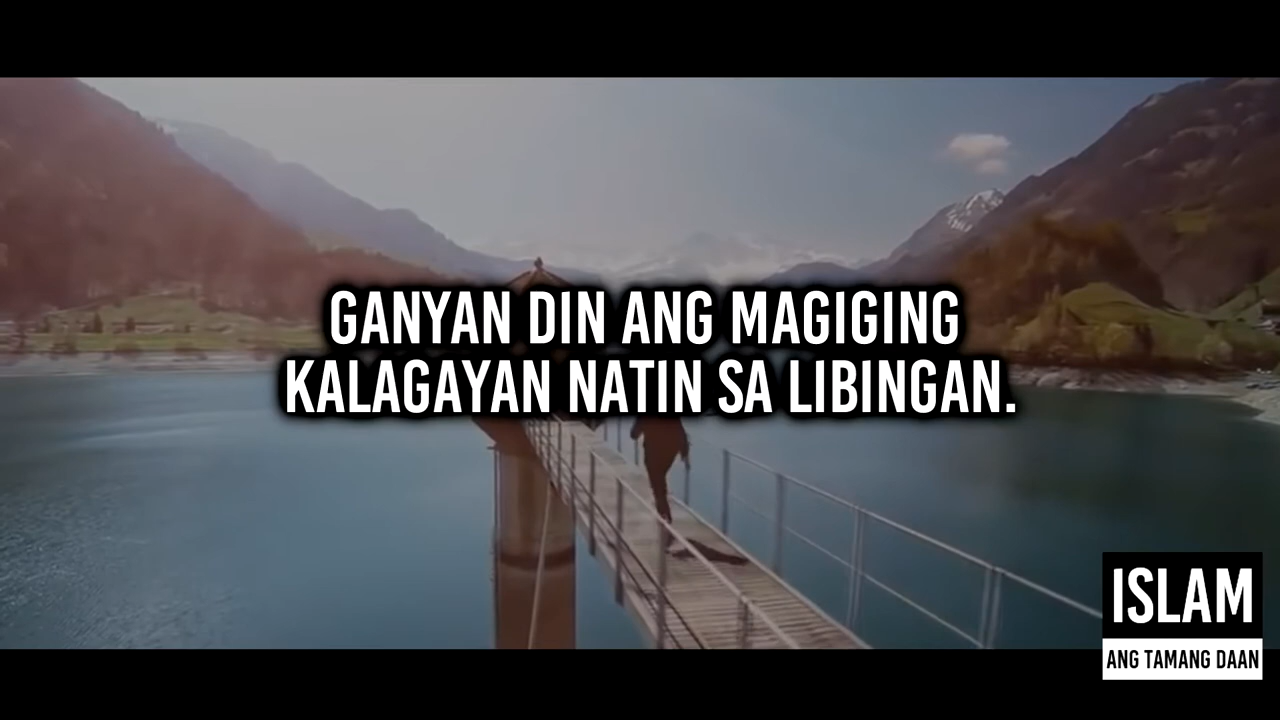 GANYAN DIN ANG MAGIGING
KALAGAYAN NATIN SA LIBINGAN.
ISLAM
ANG TAMANG DAAN